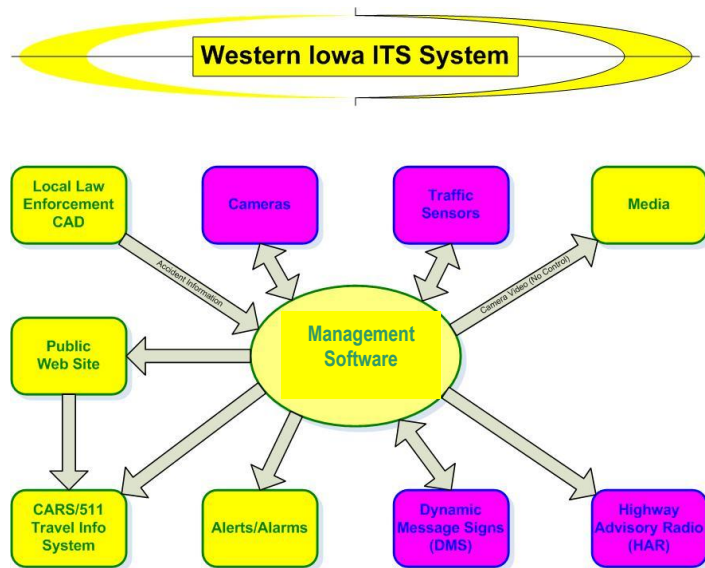 Western Iowa ITS System
Local Law
Enforcement
CAD
Cameras
Traffic
Sensors
Media
Accident Information
Camera Video (No Control)
Management
Software
Public
Web Site
CARS/511
Travel Info
System
Alerts/Alarms
Dynamic
Message Signs
(DMS)
Highway
Advisory Radio
(HAR)